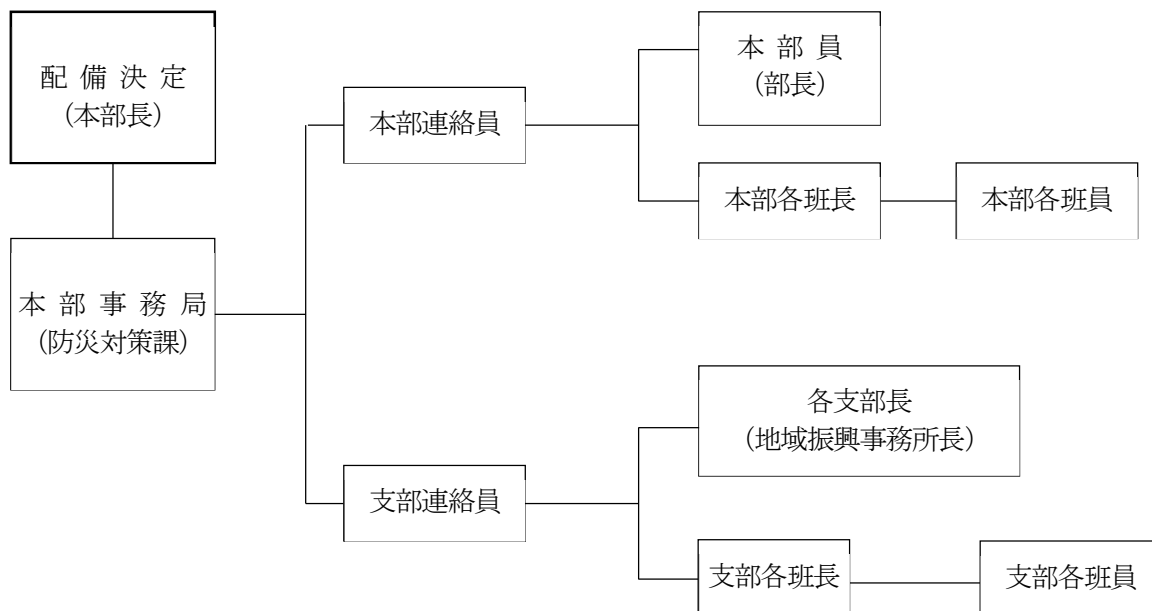 配備決定
(本部長)
本部事務局
(防災対策課)
本部連絡員
本部員
(部長)
本部各班長
本部各班員
支部連絡員
各支部長
(地域振興事務所長)
支部各班長
支部各班員